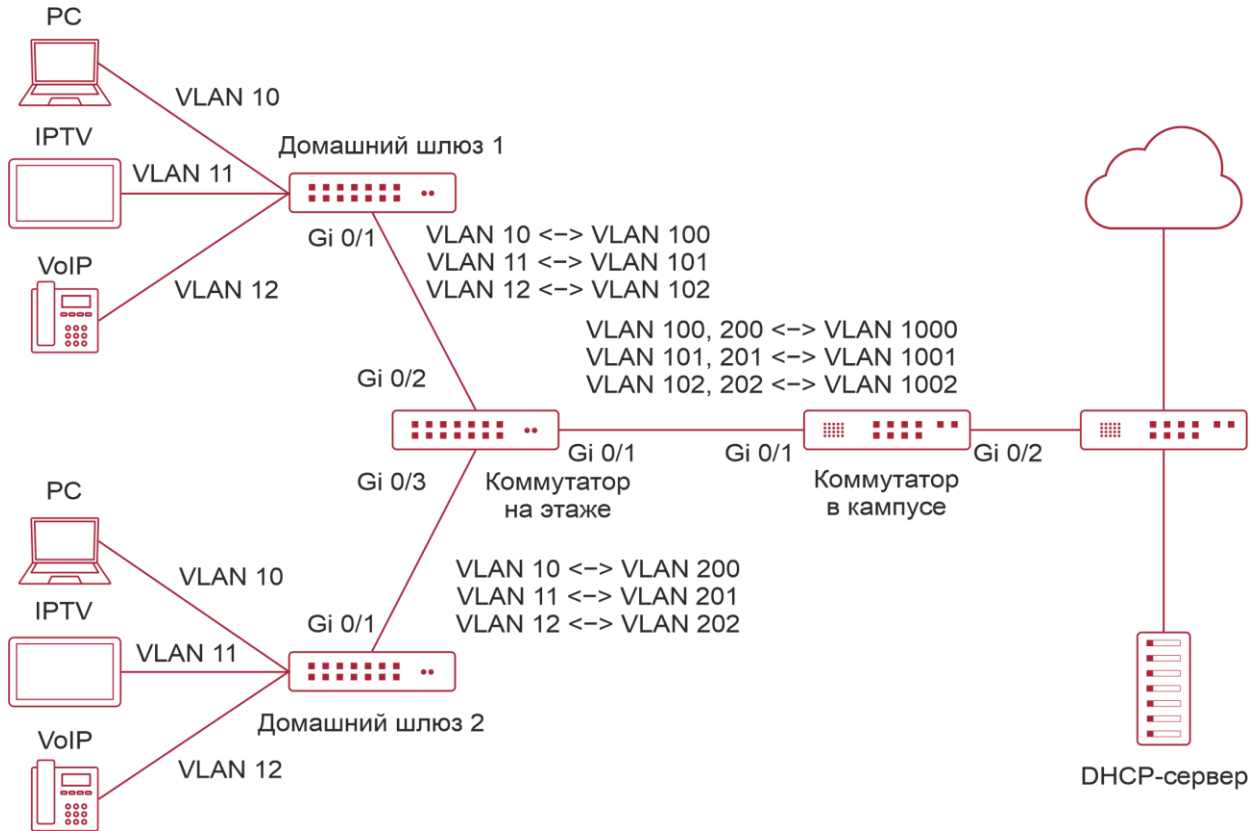 PC
VLAN 10
IPTV
VLAN 11
VoIP
VLAN 12
Домашний шлюз 1
Gi 0/1
VLAN 10 <–> VLAN 100
VLAN 11 <–> VLAN 101
VLAN 12 <–> VLAN 102
VLAN 100, 200 <–> VLAN 1000
VLAN 101, 201 <–> VLAN 1001
VLAN 102, 202 <–> VLAN 1002
Gi 0/2
Gi 0/1
Gi 0/1
Gi 0/2
Gi 0/3
Коммутатор
на этаже
Коммутатор
в кампусе
PC
VLAN 10
IPTV
VLAN 11
VoIP
VLAN 12
VLAN 10 <–> VLAN 200
VLAN 11 <–> VLAN 201
VLAN 12 <–> VLAN 202
Gi 0/1
Домашний шлюз 2
DHCP-сервер